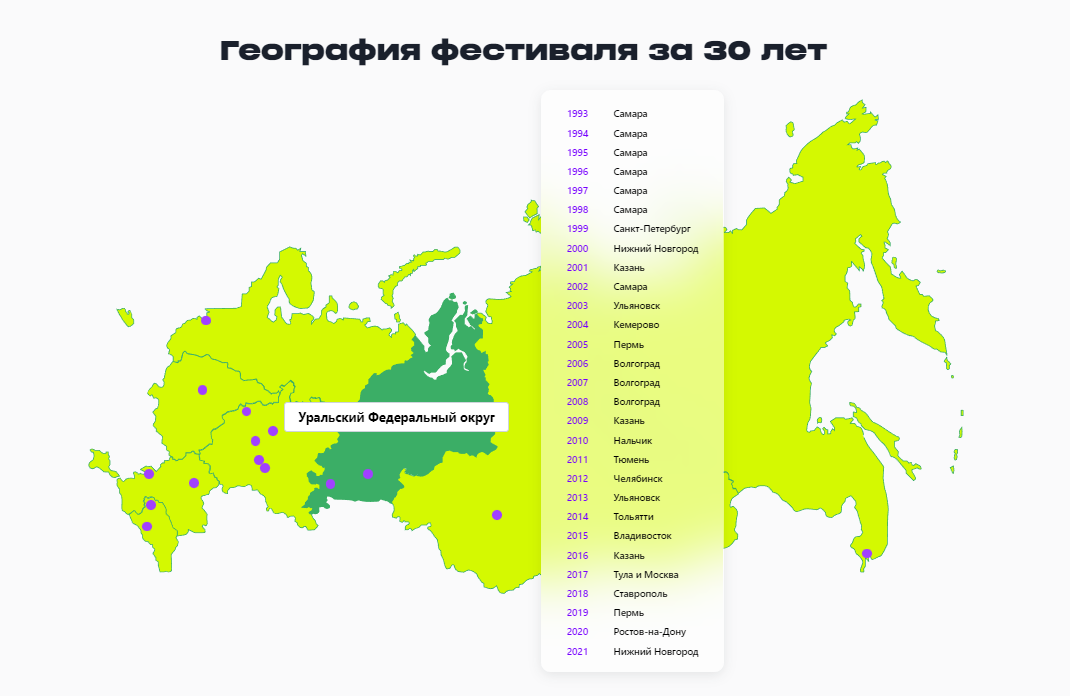 География фестиваля за 30 лет
1993 Самара
1994 Самара
1995 Самара
1996 Самара
1997 Самара
1998 Самара
1999 Санкт-Петербург
2000 Нижний Новгород
2001 Казань
2002 Самара
2003 Ульяновск
2004 Кемерово
2005 Пермь
2006 Волгоград
2007 Волгоград
2008 Волгоград
2009 Казань
2010 Нальчик
2011 Тюмень
2012 Челябинск
2013 Ульяновск
2014 Тольятти
2015 Владивосток
2016 Казань
2017 Тула и Москва
2018 Ставрополь
2019 Пермь
2020 Ростов-на-Дону
2021 Нижний Новгород
Уральский Федеральный округ